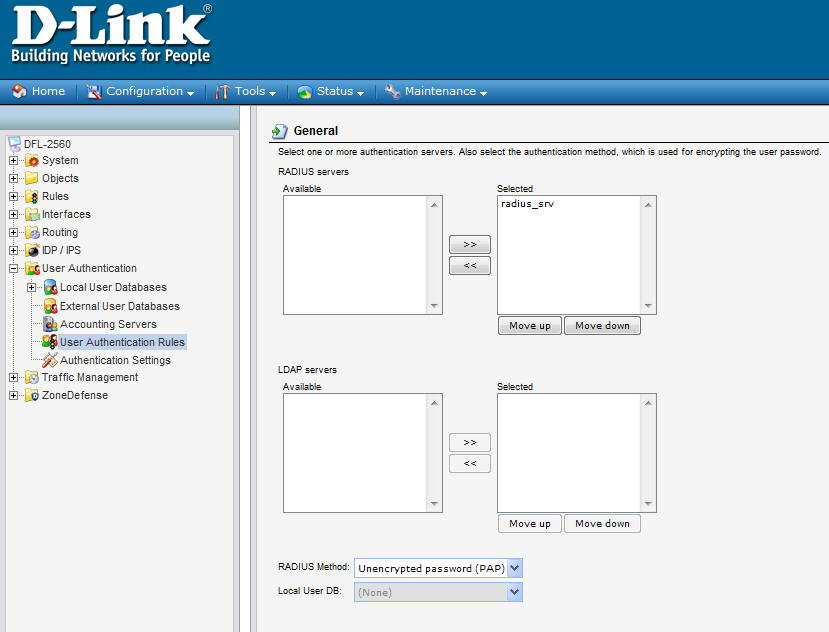 D-Link®
Building Networks for People
Home Configuration Tools Status Maintenance
DFL-2560
System
Objects
Rules
Interfaces
Routing
IDP / IPS
User Authentication
Local User Databases
External User Databases
Accounting Servers
User Authentication Rules
Authentication Settings
Traffic Management
ZoneDefense
General
Select one or more authentication servers. Also select the authentication method, which is used for encrypting the user password.
RADIUS servers
Available Selected
radius_srv
>>
<<
Move up Move down
LDAP servers
Available Selected
>>
<<
Move up Move down
RADIUS Method: Unencrypted password (PAP)
Local User DB: (None)